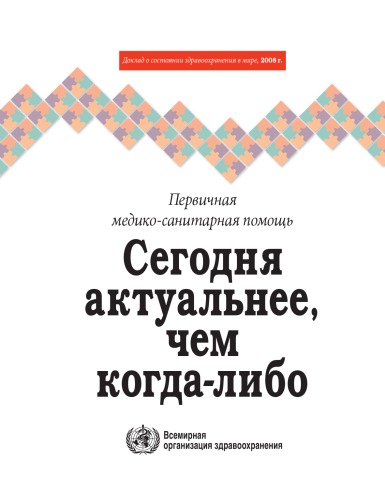 Доклад о состоянии здравоохранения в мире, 2008 г.
Первичная
медико-санитарная помощь
Сегодня
актуальнее,
чем
когда-либо
Всемирная
организация здравоохранения